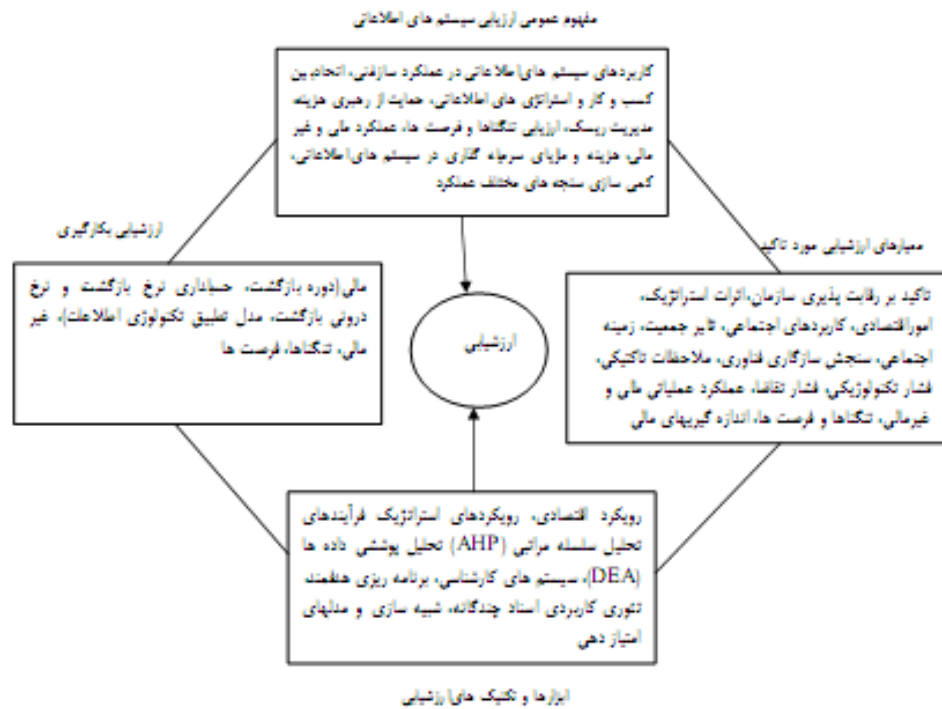 مفهوم عمومی ارزیابی سیستم های اطلاعاتی
کاربردهای سیستم های اطلاعاتی در عملکرد سازفتی، اتحادبین
کسب و کار و استراتژی های اطلاعاتی، حمایت از رهبری هزینه
مدیریت ریسک، ارزیابی تنگناها و فرصت ها، عملکرد مالی و غیر
مالی، هزینه و مزایای سرمایه گذاری در سیستم های اطلاعاتی،
کمی سازی سنجه های مختلف عملکرد
معیارهای ارزشیابی مورد تاکید
تاکید بر رقابت پذیری سازمان، اثرات استراتژیک،
اموراقتصادی، کاربردهای اجتماعی، تاثیر جمعیت، زمینه
اجتماعی، سنجش سازگاری فناوری، ملاحظات تاکتیکی،
فشار تکنولوژیکی، فشار تقاضا، عملکرد عملیاتی مالی و
غیرمالی، تنگناها و فرصت ها، اندازه گیریهای مالی
ارزشیابی
ارزشیابی بکارگیری
مالی(دوره بازگشت، حسابداری نرخ بازگشت و نرخ
درونی بازگشت، مدل تطبیق تکنولوژی اطلاعات)، غیر
مالی، تنگناها، فرصت ها
رویکرد اقتصادی، رویکردهای استراتژیک فرآیندهای
تحلیل سلسله مراتبی (AHP) تحلیل پوششی داده ها
(DEA)، سیستم های کارشناسی، برنامه ریزی هدفمند
تئوری کاربردی اسناد چندگانه، شبیه سازی و مدلهای
امتیاز دهی
ابزارها و تکنیک های ارزشیابی